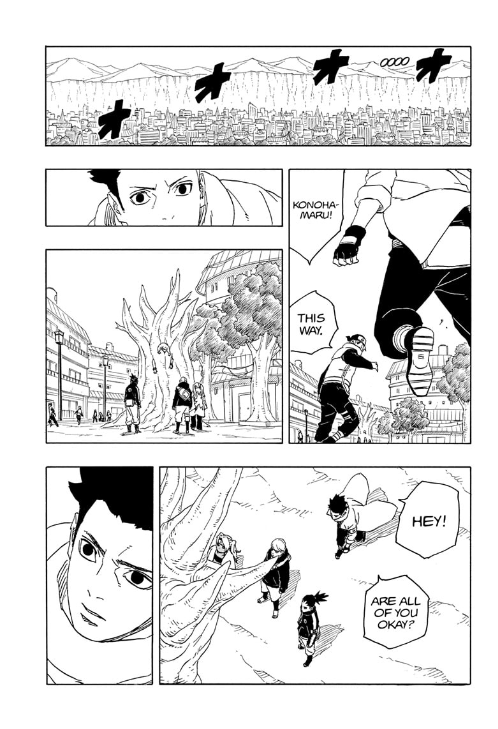 オオオオ
OOOO
KONOHA-
MARU!
THIS
WAY.
HEY!
ARE ALL
OF YOU
OKAY?